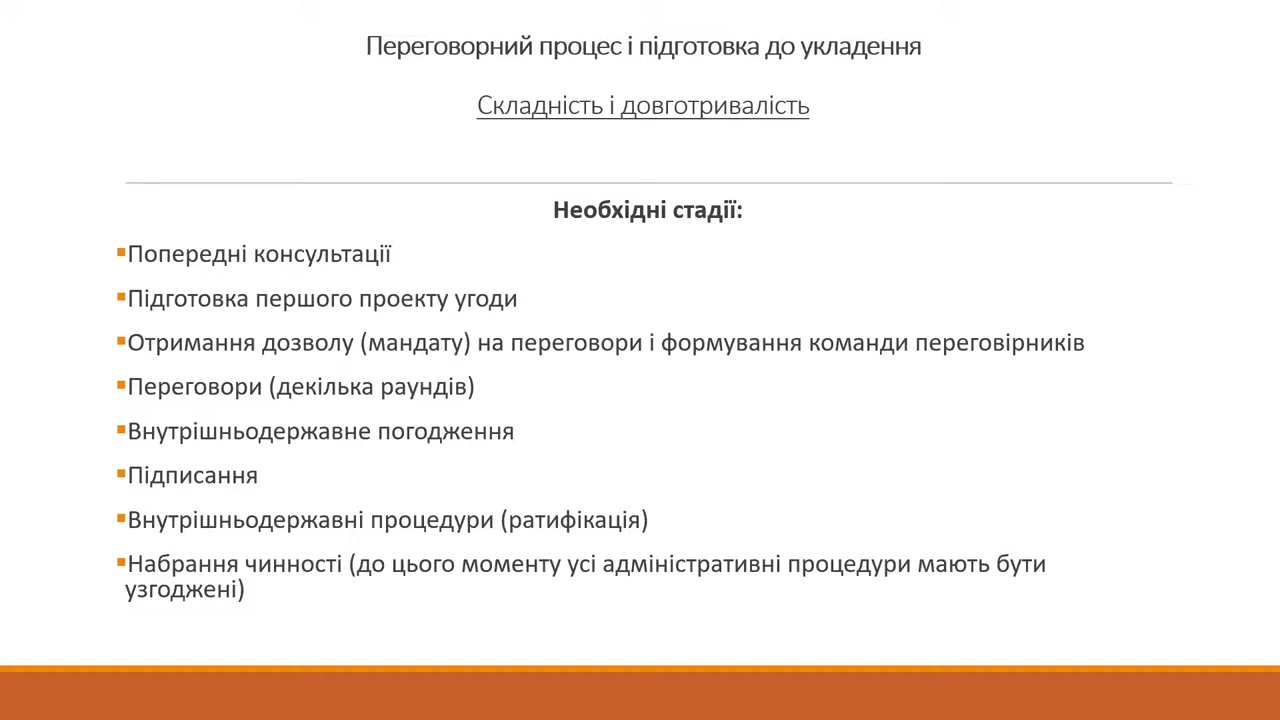 Переговорний процес і підготовка до укладення
Складність і довготривалість
Необхідні стадії:
▪Попередні консультації
▪Підготовка першого проекту угоди
▪Отримання дозволу (мандату) на переговори і формування команди переговірників
▪Переговори (декілька раундів)
▪Внутрішньодержавне погодження
▪Підписання
▪Внутрішньодержавні процедури (ратифікація)
▪Набрання чинності (до цього моменту усі адміністративні процедури мають бути
узгоджені)